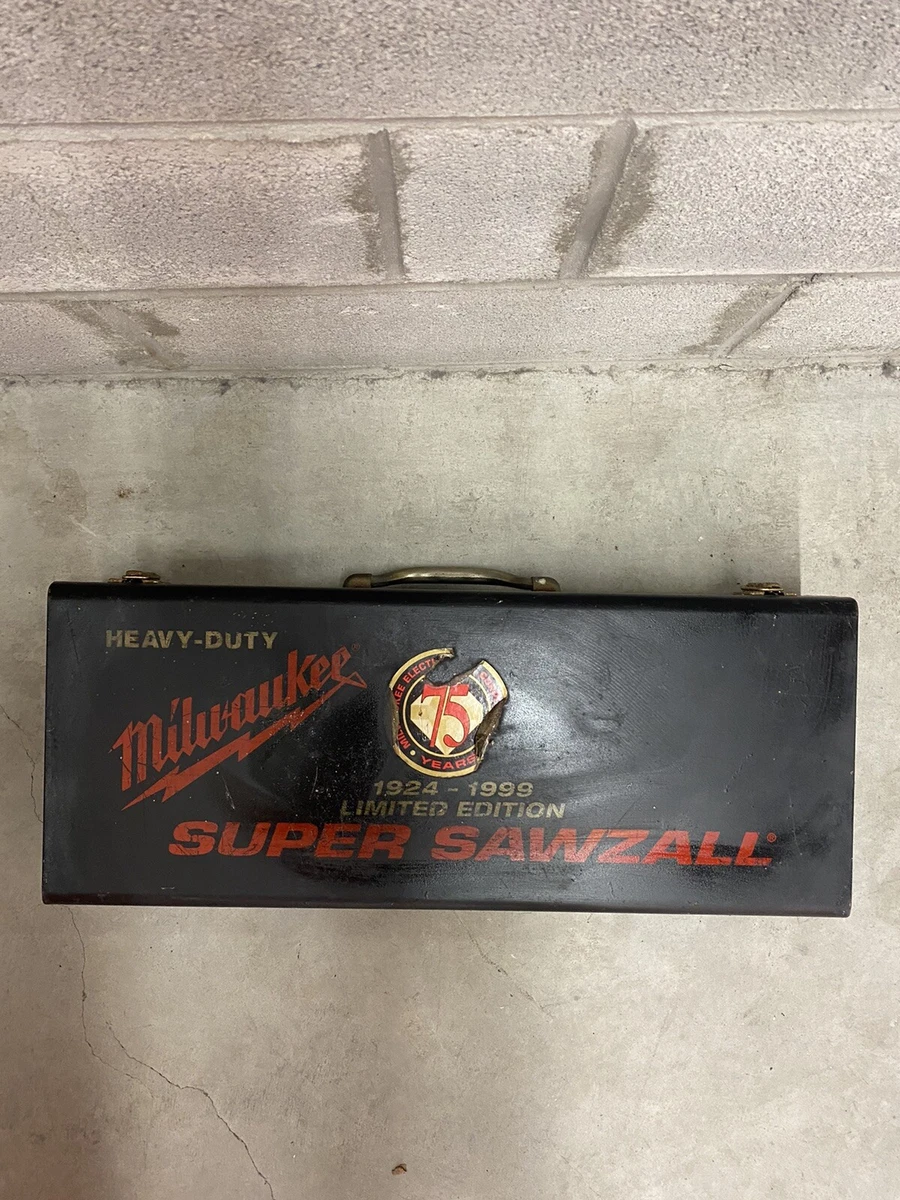 HEAVY-DUTY
Milwaukee®
75
YEARS
1924 - 1999
LIMITED EDITION
SUPER SAWZALL®